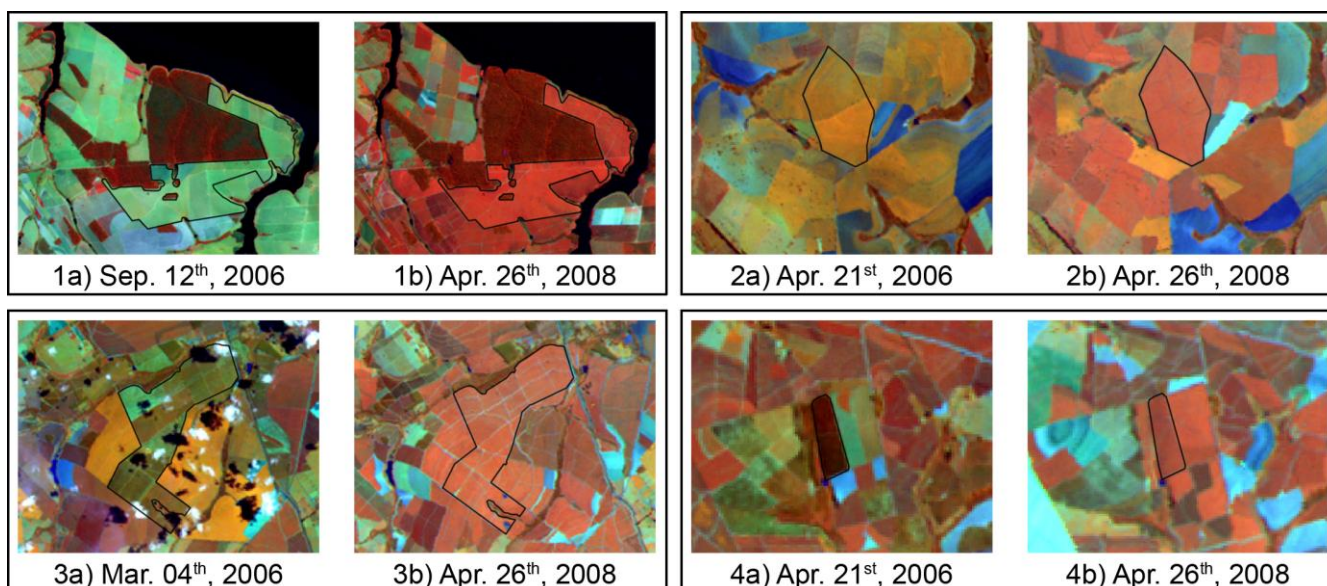 1a) Sep. 12th, 2006
1b) Apr. 26th, 2008
2a) Apr. 21st, 2006
2b) Apr. 26th, 2008
3a) Mar. 04th, 2006
3b) Apr. 26th, 2008
4a) Apr. 21st, 2006
4b) Apr. 26th, 2008